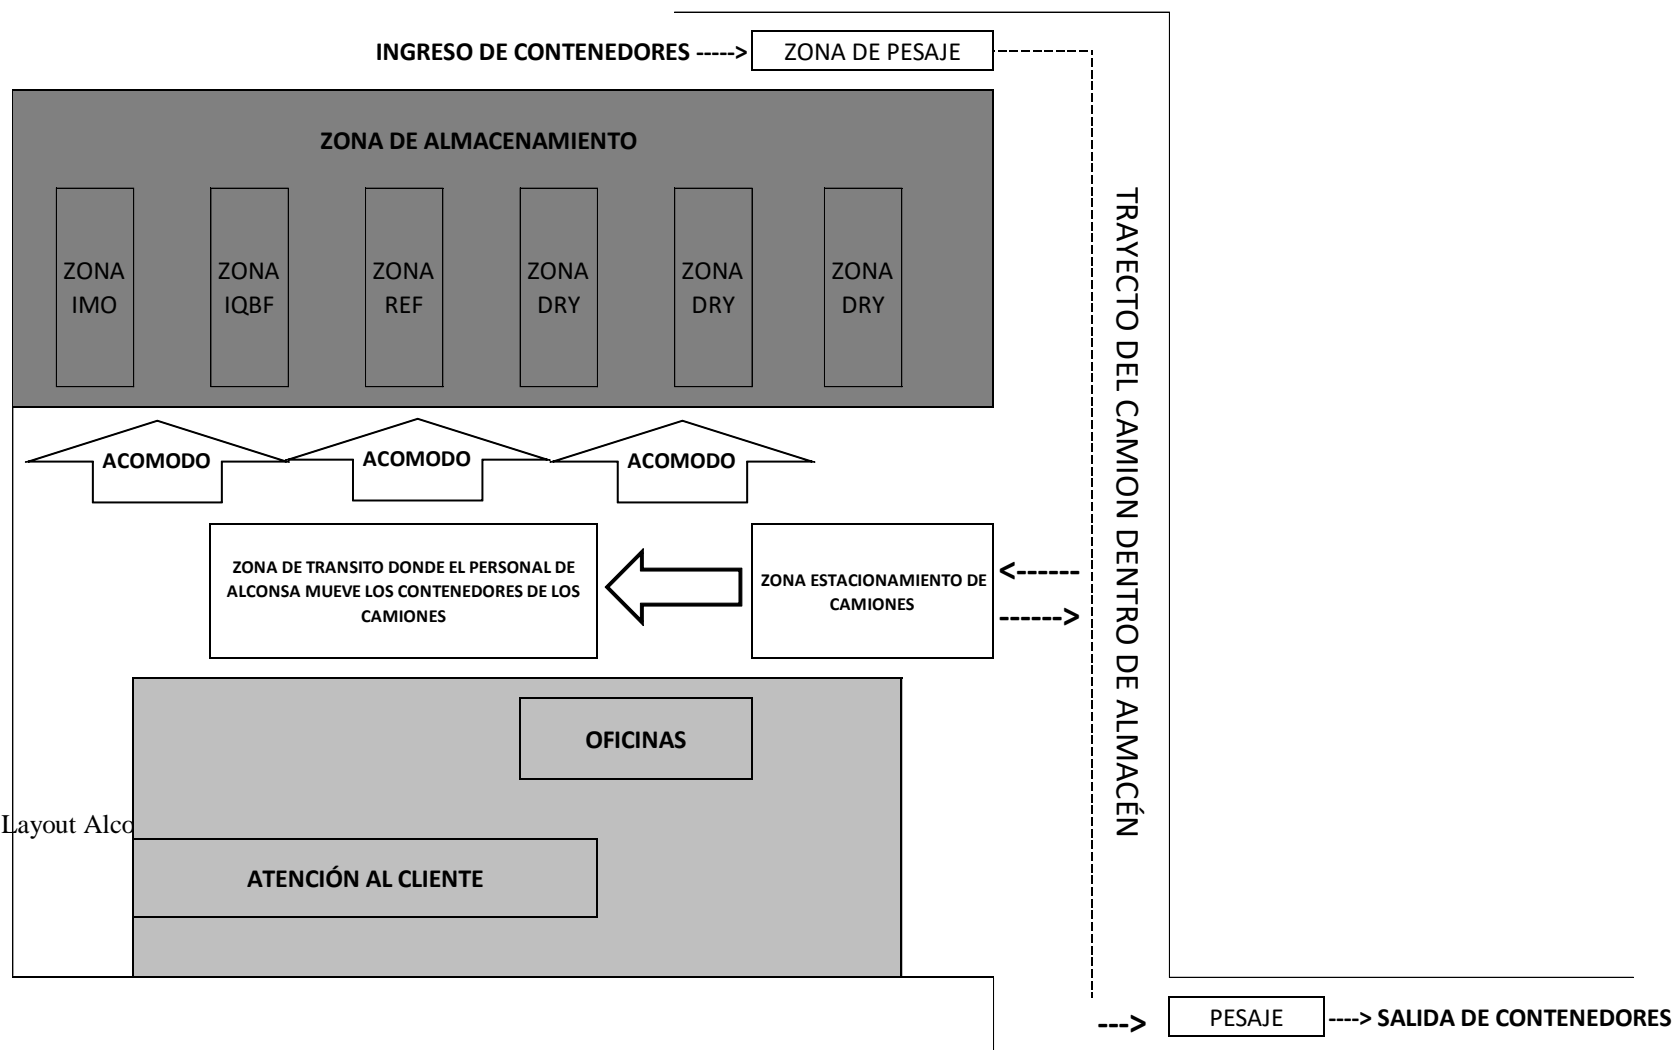 INGRESO DE CONTENEDORES ----->
ZONA DE PESAJE
ZONA DE ALMACENAMIENTO
ZONA
IMO
ZONA
IQBF
ZONA
REF
ZONA
DRY
ZONA
DRY
ZONA
DRY
TRAYECTO DEL CAMION DENTRO DE ALMACÉN
ACOMODO
ACOMODO
ACOMODO
ZONA DE TRANSITO DONDE EL PERSONAL DE
ALCONSA MUEVE LOS CONTENEDORES DE LOS
CAMIONES
ZONA ESTACIONAMIENTO DE
CAMIONES
<------
------>
OFICINAS
Layout Alco
ATENCIÓN AL CLIENTE
--->
PESAJE
----> SALIDA DE CONTENEDORES